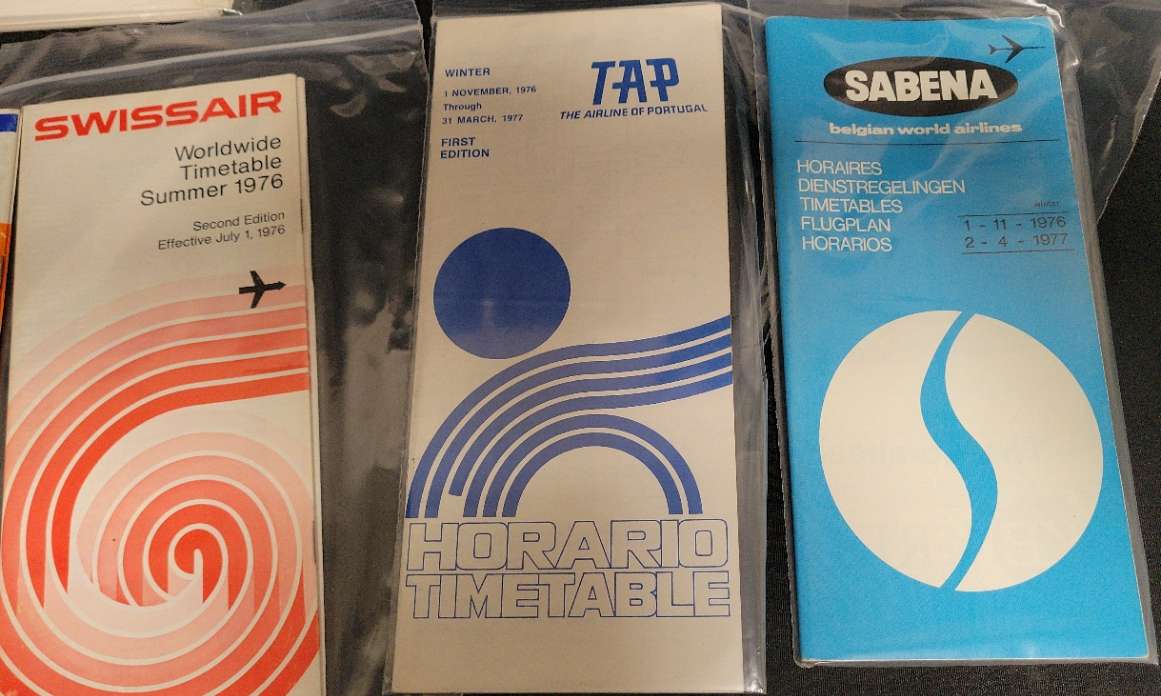 SWISSAIR
Worldwide
Timetable
Summer 1976
Second Edition
Effective July 1, 1976
WINTER
1 NOVEMBER, 1976
Through
31 MARCH, 1977
FIRST
EDITION
TAP
THE AIRLINE OF PORTUGAL
HORARIO
TIMETABLE
SABENA
belgian world airlines
HORAIRES
DIENSTREGELINGEN
TIMETABLES
FLUGPLAN
HORARIOS
1 - 11 - 1976
2 - 4 - 1977